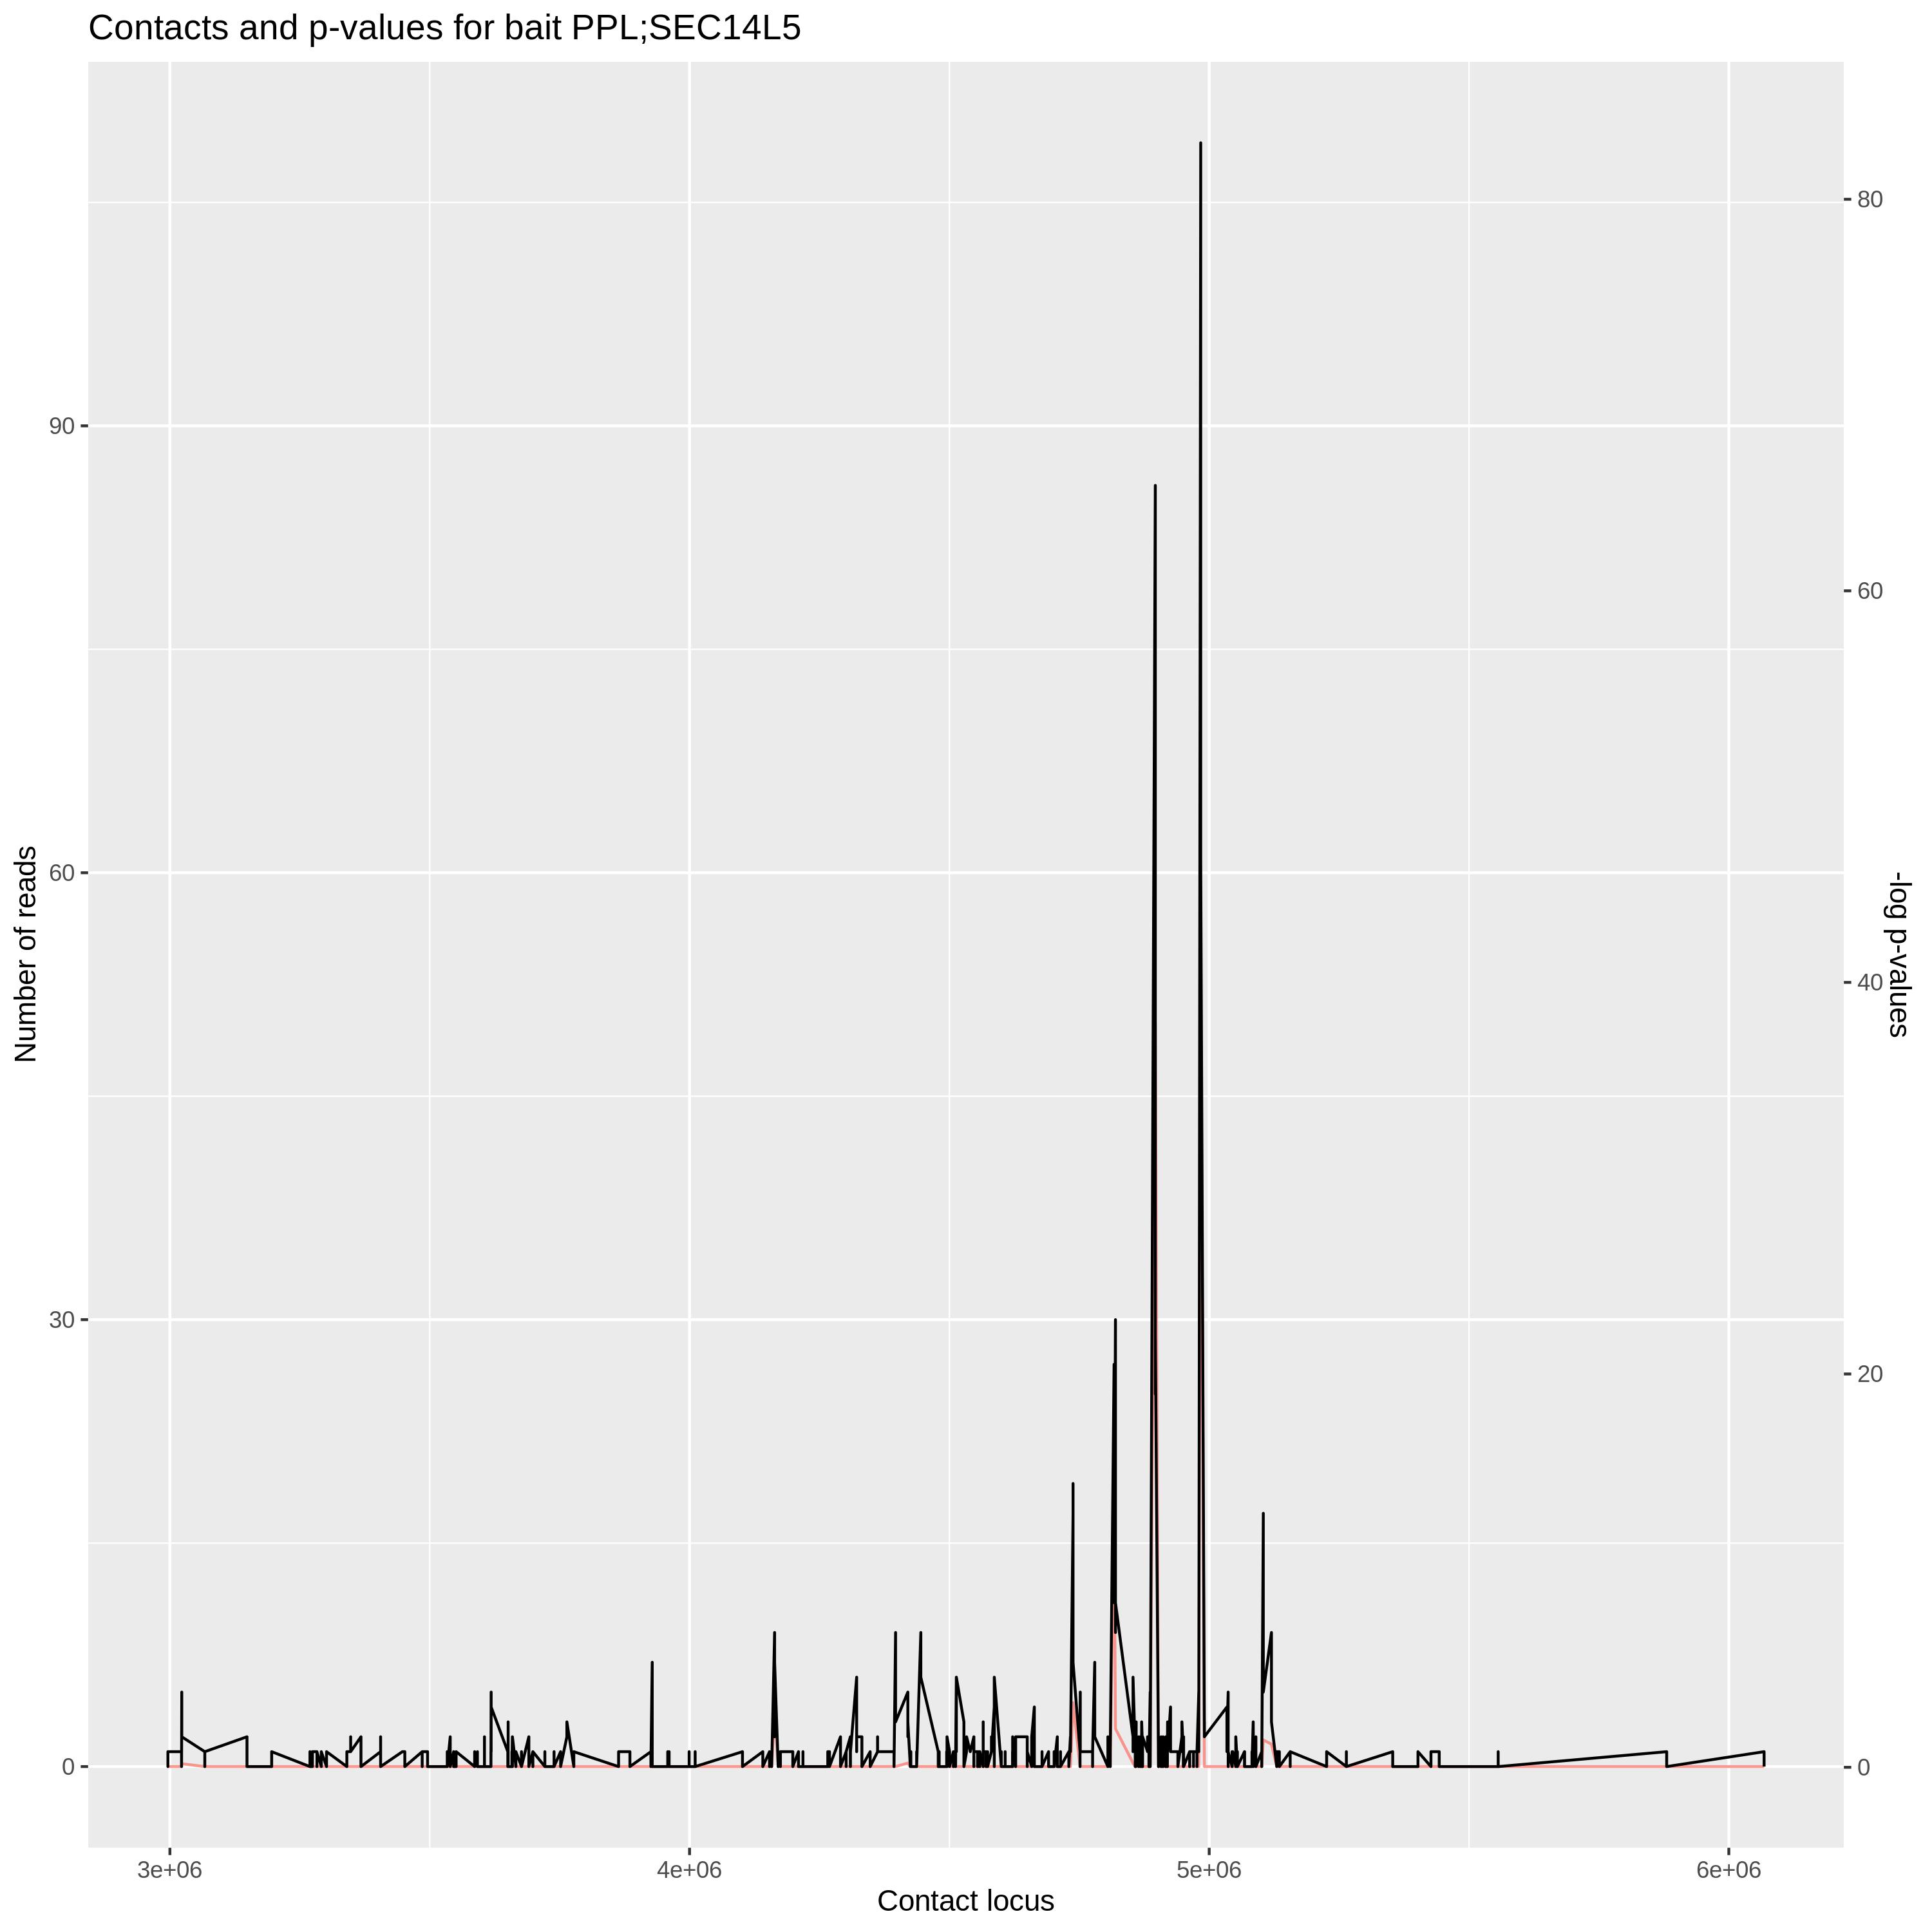 Contacts and p-values for bait PPL;SEC14L5
Number of reads
90
60
30
0
80
60
40
20
0
-log p-values
3e+06
4e+06
5e+06
6e+06
Contact locus